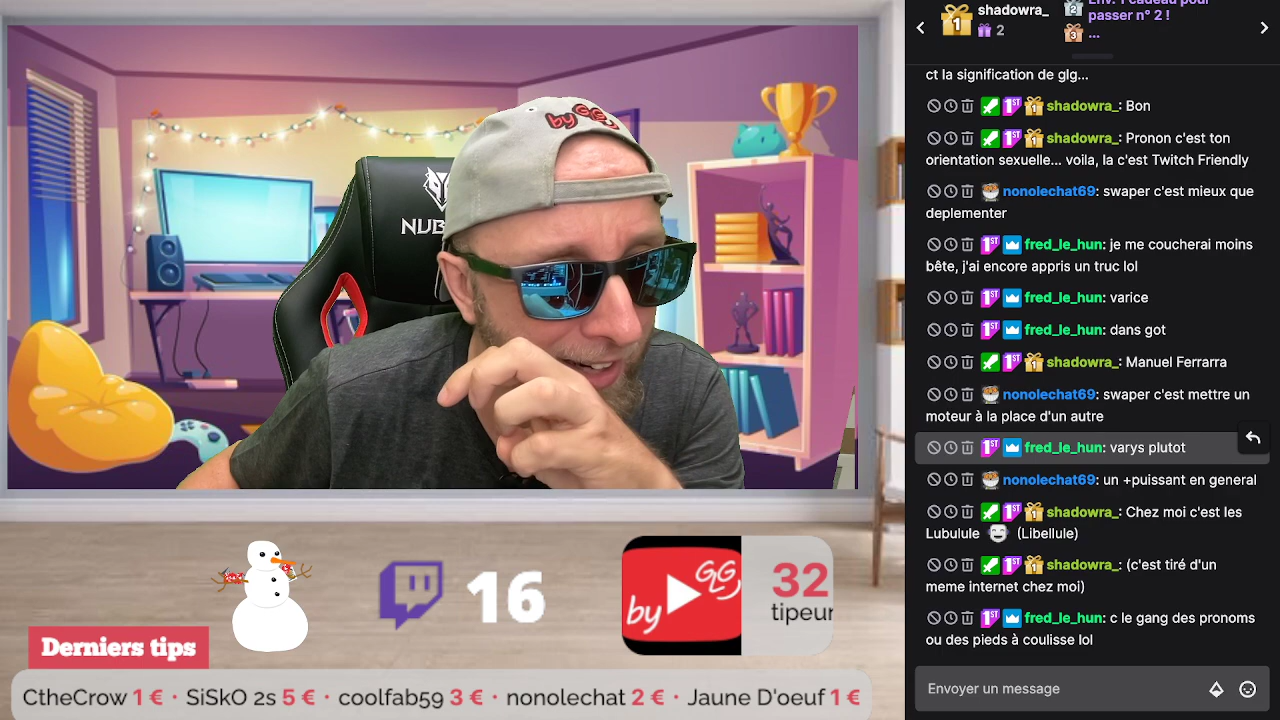 shadowra_
2
1
2
3
Env. 1 cadeau pour
passer n° 2 !
...
ct la signification de glg...
shadowra_: Bon
shadowra_: Pronon c'est ton
orientation sexuelle... voila, la c'est Twitch Friendly
nonolechat69: swaper c'est mieux que
deplementer
fred_le_hun: je me coucherai moins
bête, j'ai encore appris un truc lol
fred_le_hun: varice
fred_le_hun: dans got
shadowra_: Manuel Ferrarra
nonolechat69: swaper c'est mettre un
moteur à la place d'un autre
fred_le_hun: varys plutot
nonolechat69: un +puissant en general
shadowra_: Chez moi c'est les
Lubulule (Libellule)
shadowra_: (c'est tiré d'un
meme internet chez moi)
fred_le_hun: c le gang des pronoms
ou des pieds à coulisse lol
Envoyer un message
by GG
16
by GG
32
tipeur
Derniers tips
CtheCrow 1 € · SiSkO 2s 5 € · coolfab59 3 € · nonolechat 2 € · Jaune D'oeuf 1 €